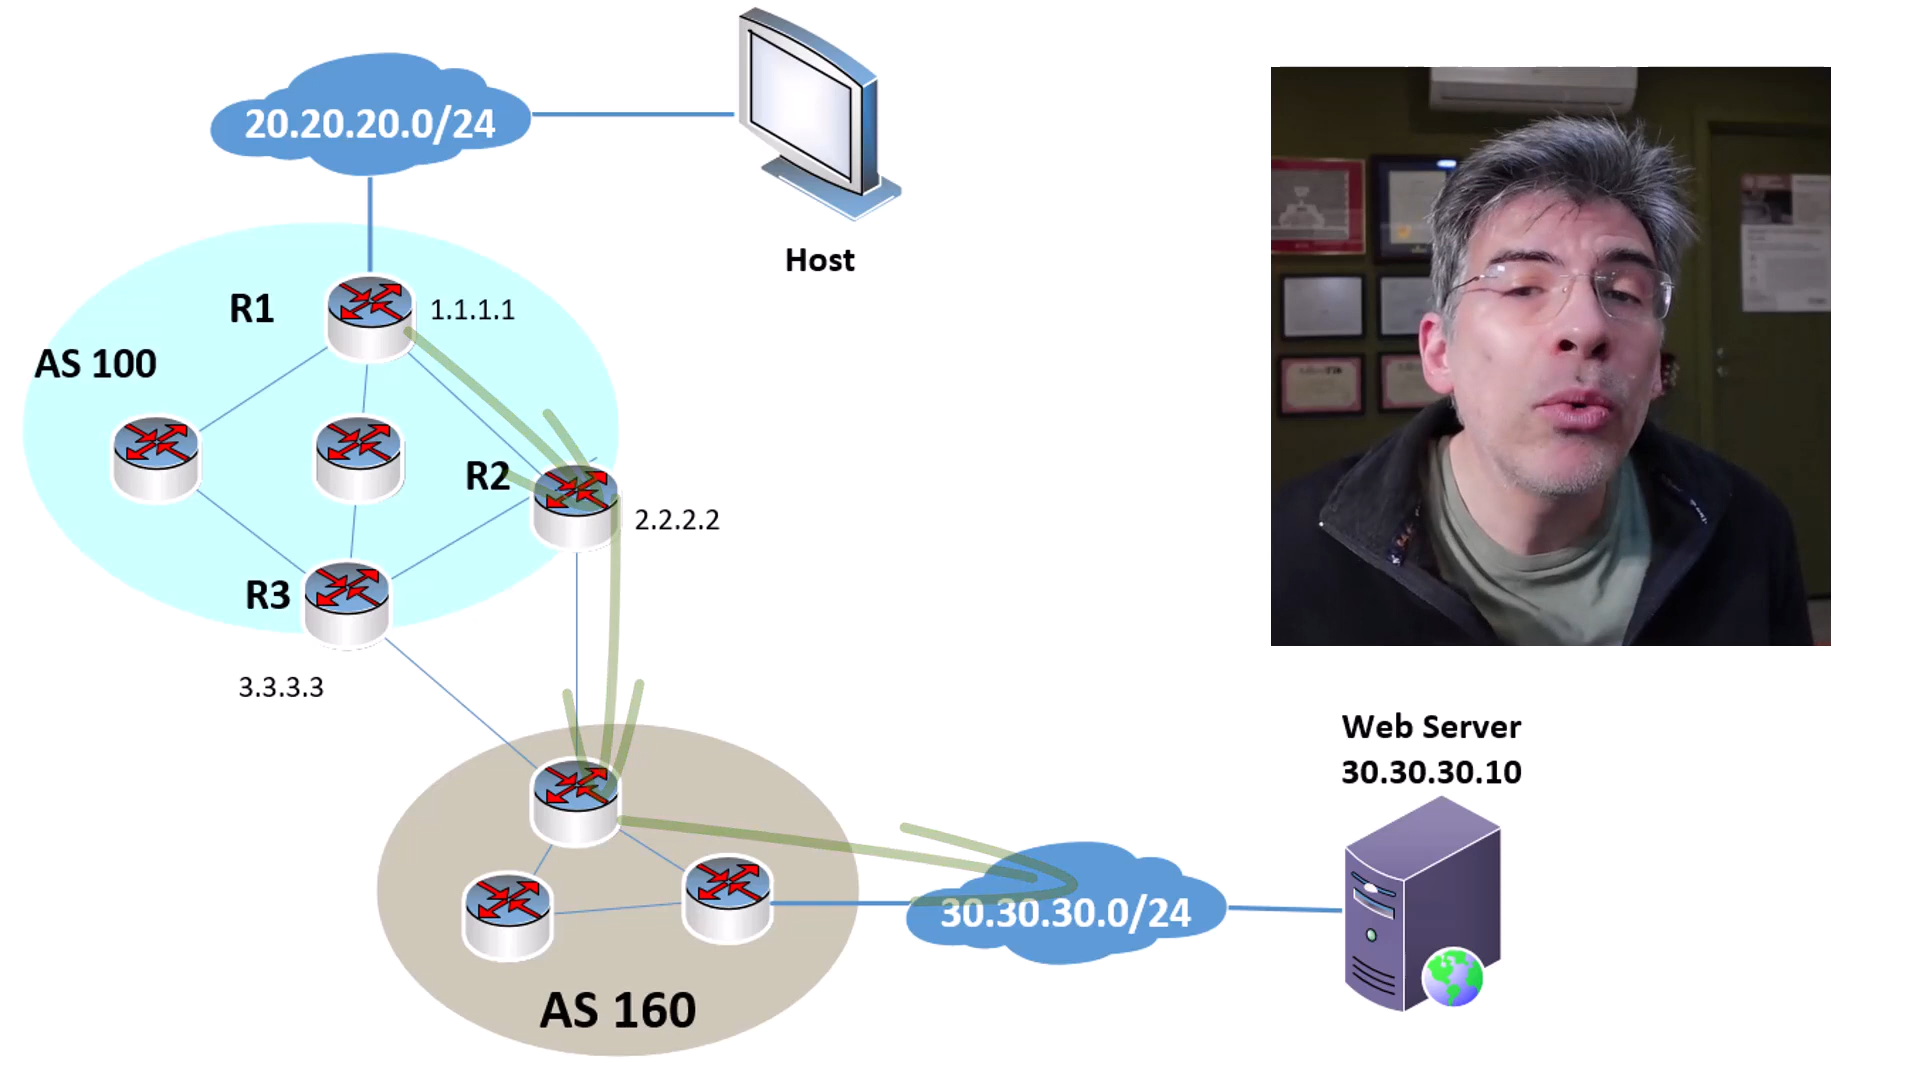 20.20.20.0/24
Host
R1
1.1.1.1
AS 100
R2
2.2.2.2
R3
3.3.3.3
Web Server
30.30.30.10
30.30.30.0/24
AS 160